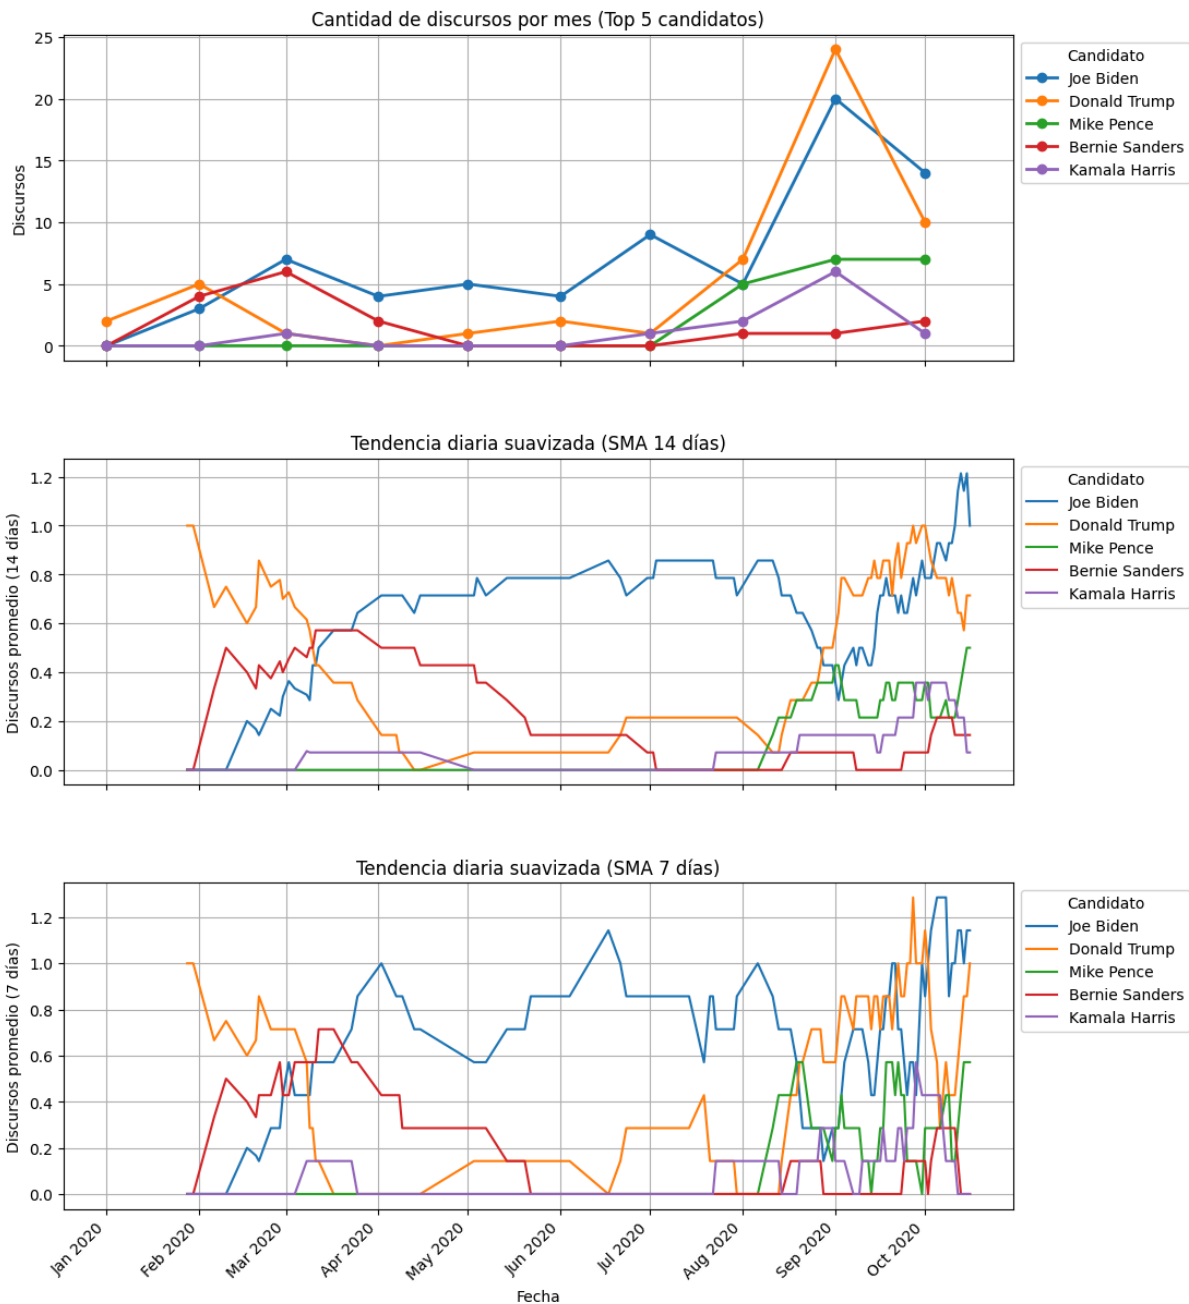 Cantidad de discursos por mes (Top 5 candidatos)
25
20
15
10
5
0
Discursos
Candidato
Joe Biden
Donald Trump
Mike Pence
Bernie Sanders
Kamala Harris
Tendencia diaria suavizada (SMA 14 días)
1.2
1.0
0.8
0.6
0.4
0.2
0.0
Discursos promedio (14 días)
Candidato
Joe Biden
Donald Trump
Mike Pence
Bernie Sanders
Kamala Harris
Tendencia diaria suavizada (SMA 7 días)
1.2
1.0
0.8
0.6
0.4
0.2
0.0
Discursos promedio (7 días)
Candidato
Joe Biden
Donald Trump
Mike Pence
Bernie Sanders
Kamala Harris
Jan 2020
Feb 2020
Mar 2020
Apr 2020
May 2020
Jun 2020
Jul 2020
Aug 2020
Sep 2020
Oct 2020
Fecha